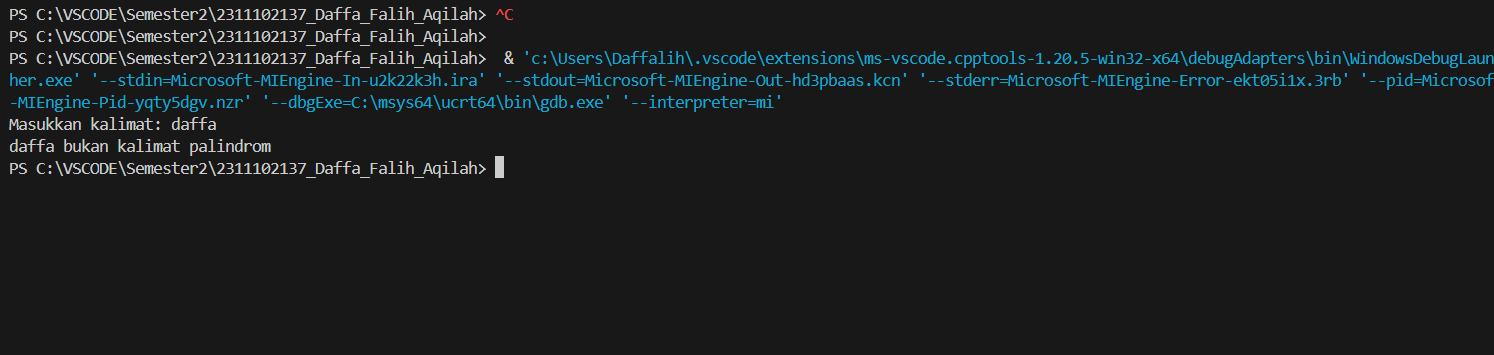 PS C:\VSCODE\Semester2\2311102137_Daffa_Falih_Aqilah> ^C
PS C:\VSCODE\Semester2\2311102137_Daffa_Falih_Aqilah>
PS C:\VSCODE\Semester2\2311102137_Daffa_Falih_Aqilah>  & 'c:\Users\Daffalih\.vscode\extensions\ms-vscode.cpptools-1.20.5-win32-x64\debugAdapters\bin\WindowsDebugLaun
her.exe' '--stdin=Microsoft-MIEngine-In-u2k22k3h.ira' '--stdout=Microsoft-MIEngine-Out-hd3pbaas.kcn' '--stderr=Microsoft-MIEngine-Error-ekt05i1x.3rb' '--pid=Microsof
-MIEngine-Pid-yqty5dgv.nzr' '--dbgExe=C:\msys64\ucrt64\bin\gdb.exe' '--interpreter=mi'
Masukkan kalimat: daffa
daffa bukan kalimat palindrom
PS C:\VSCODE\Semester2\2311102137_Daffa_Falih_Aqilah>